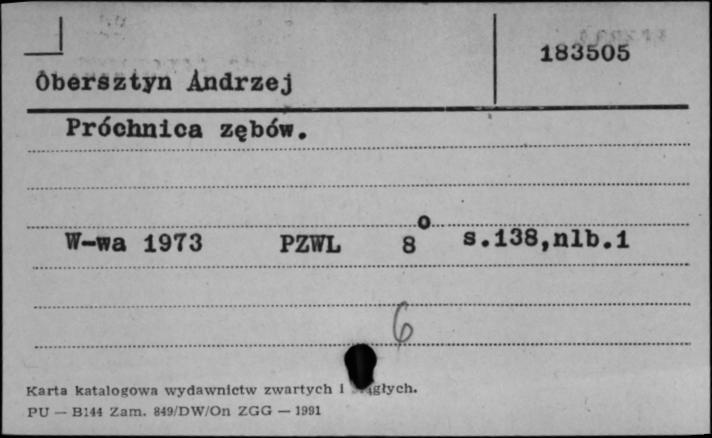 183505
Obersztyn Andrzej
Próchnica zębów.
W-wa 1973 PZWL 8° s.138,nlb.1
6
Karta katalogowa wydawnictw zwartych i
PU — B144 Zam. 849/DW/On ZGG — 1991